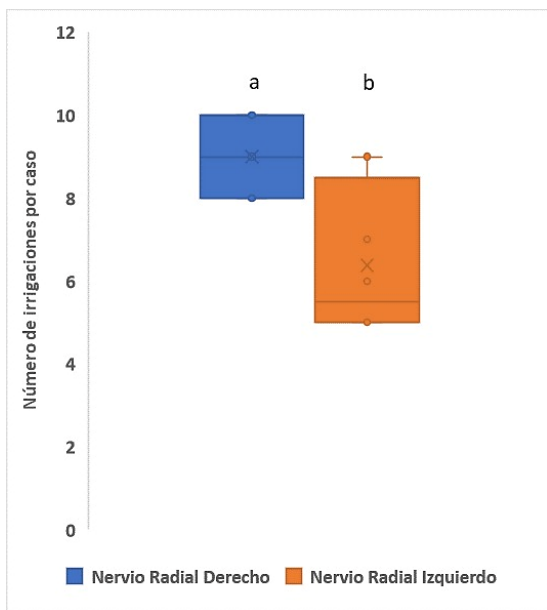 12
a
b
10
8
6
4
2
0
Número de irrigaciones por caso
Nervio Radial Derecho
Nervio Radial Izquierdo